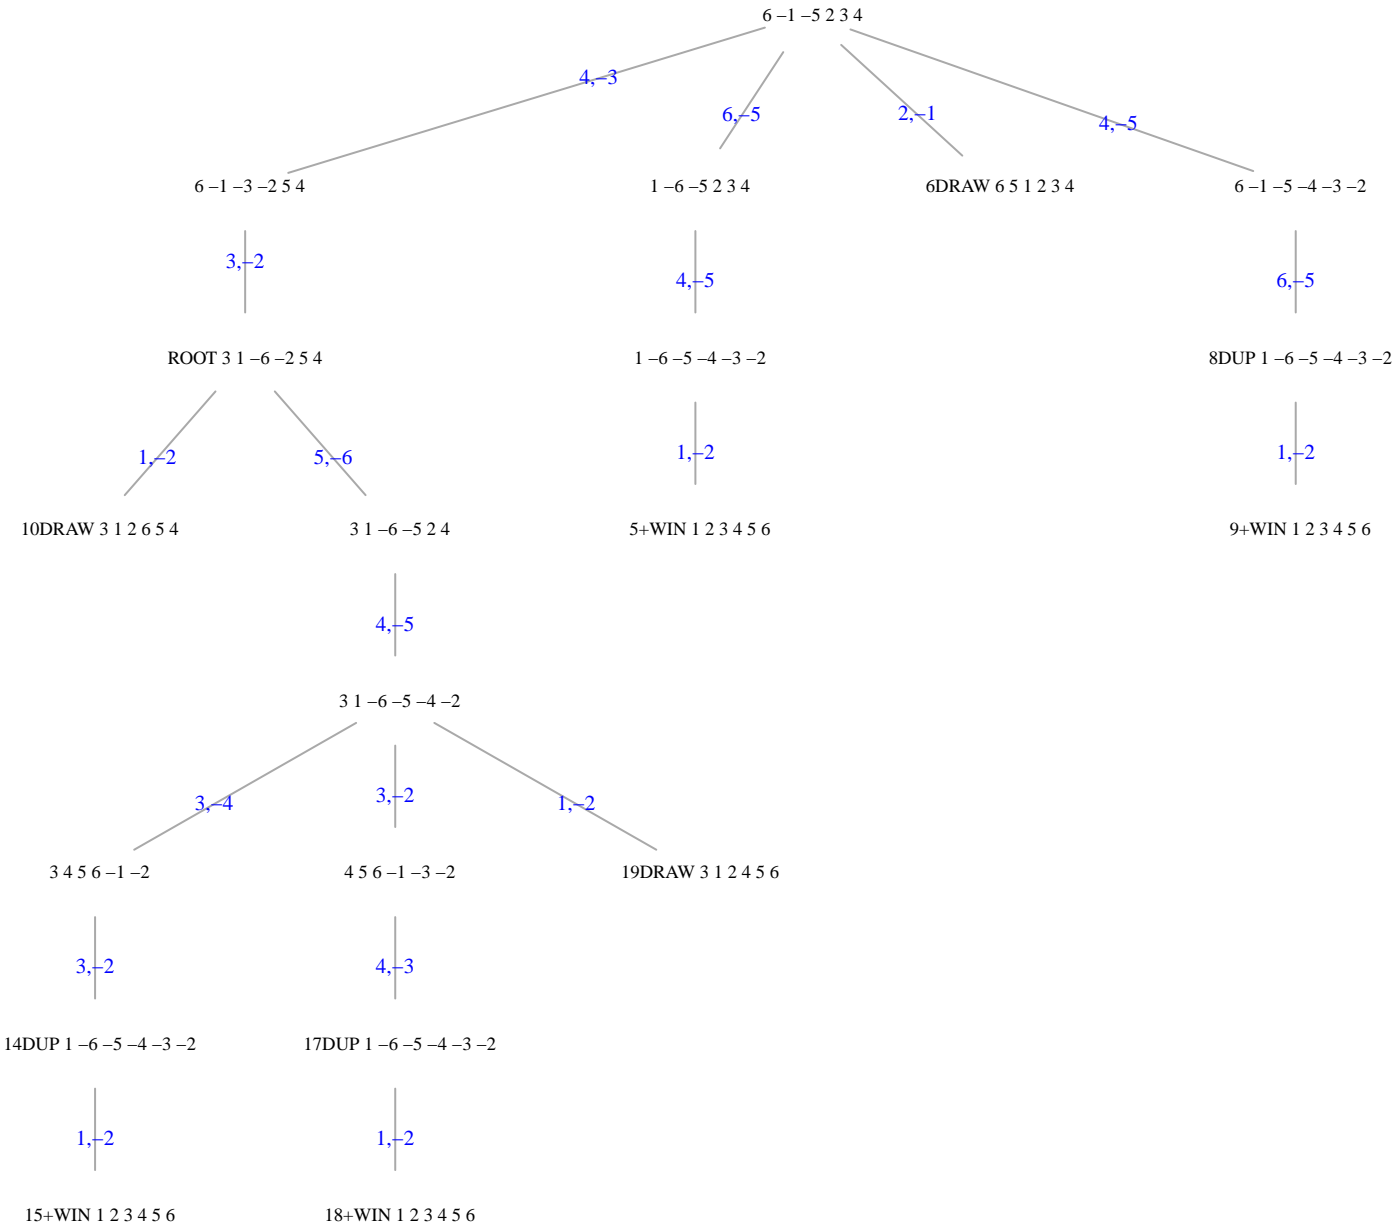 6 –1 –5 2 3 4
4,–3
6,–5
2,–1
4,–5
6 –1 –3 –2 5 4
1 –6 –5 2 3 4
6DRAW 6 5 1 2 3 4
6 –1 –5 –4 –3 –2
3,–2
4,–5
6,–5
ROOT 3 1 –6 –2 5 4
1 –6 –5 –4 –3 –2
8DUP 1 –6 –5 –4 –3 –2
1,–2
5,–6
1,–2
1,–2
10DRAW 3 1 2 6 5 4
3 1 –6 –5 2 4
5+WIN 1 2 3 4 5 6
9+WIN 1 2 3 4 5 6
4,–5
3 1 –6 –5 –4 –2
3,–4
3,–2
1,–2
3 4 5 6 –1 –2
4 5 6 –1 –3 –2
19DRAW 3 1 2 4 5 6
3,–2
4,–3
14DUP 1 –6 –5 –4 –3 –2
17DUP 1 –6 –5 –4 –3 –2
1,–2
1,–2
15+WIN 1 2 3 4 5 6
18+WIN 1 2 3 4 5 6